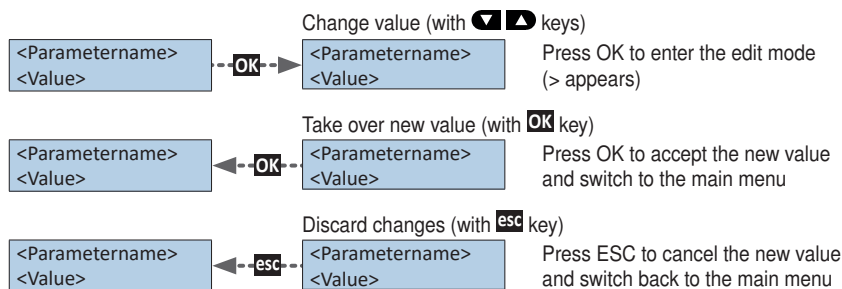 Change value (with ▼ ▲ keys)
<Parametername>
<Value>
OK
<Parametername>
<Value>
Press OK to enter the edit mode
(> appears)
Take over new value (with OK key)
<Parametername>
<Value>
OK
<Parametername>
<Value>
Press OK to accept the new value
and switch to the main menu
Discard changes (with esc key)
<Parametername>
<Value>
esc
<Parametername>
<Value>
Press ESC to cancel the new value
and switch back to the main menu